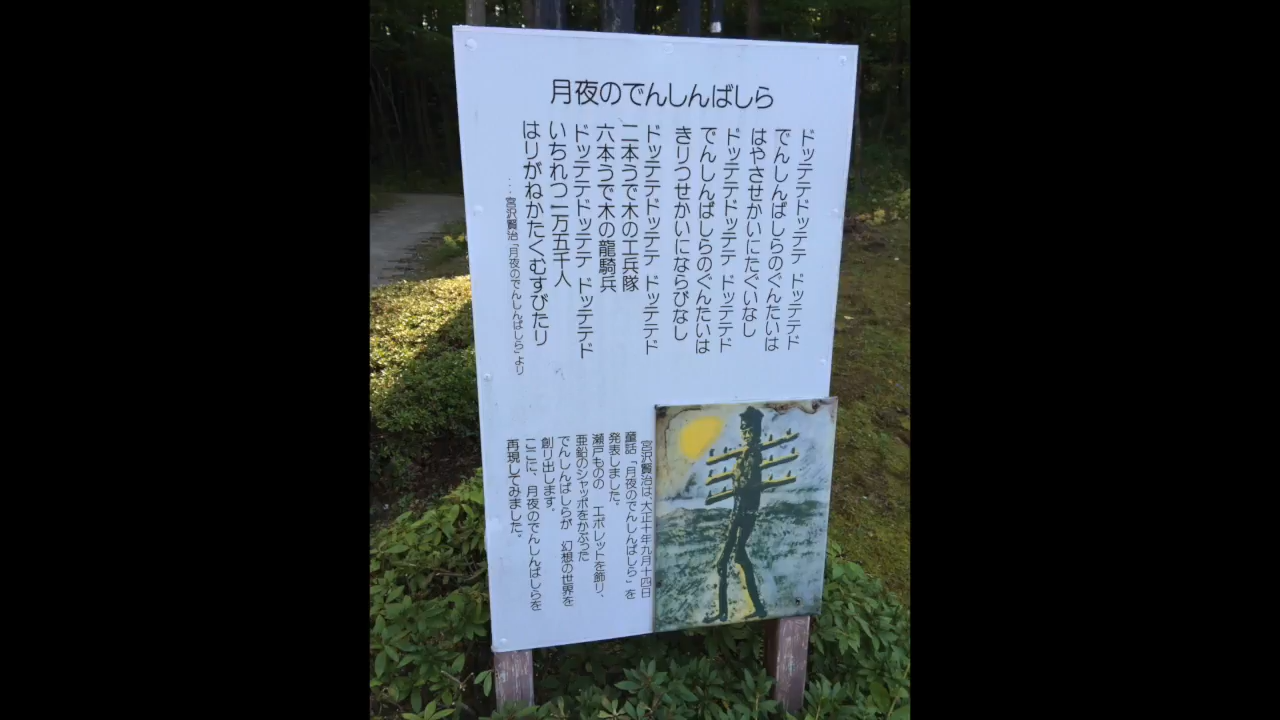 月夜のでんしんばしら
ドッテテドッテテ ドッテテド
でんしんばしらのぐんたいは
はやさせかいにたぐいなし
ドッテテドッテテ ドッテテド
でんしんばしらのぐんたいは
きりつせかいにならびなし
ドッテテドッテテ ドッテテド
二本うで木の工兵隊
六本うで木の龍騎兵
ドッテテドッテテ ドッテテド
いちれつ一万五千人
はりがねかたくむすびたり
…宮沢賢治「月夜のでんしんばしら」より
宮沢賢治は、大正十年九月十四日
童話「月夜のでんしんばしら」を
発表しました。
瀬戸ものの エポレットを飾り、
亜鉛のシャッポをかぶった
でんしんばしらが 幻想の世界を
創り出します。
ここに、月夜のでんしんばしらを
再現してみました。